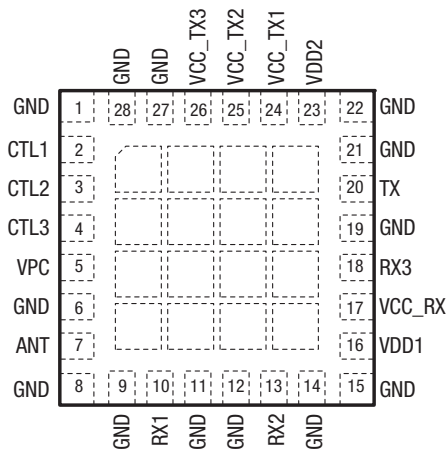 GND
GND
VCC_TX3
VCC_TX2
VCC_TX1
VDD2
GND 1 28 27 26 25 24 23 22 GND
CTL1 2 21 GND
CTL2 3 20 TX
CTL3 4 19 GND
VPC 5 18 RX3
GND 6 17 VCC_RX
ANT 7 16 VDD1
GND 8 9 10 11 12 13 14 15 GND
GND
RX1
GND
GND
RX2
GND